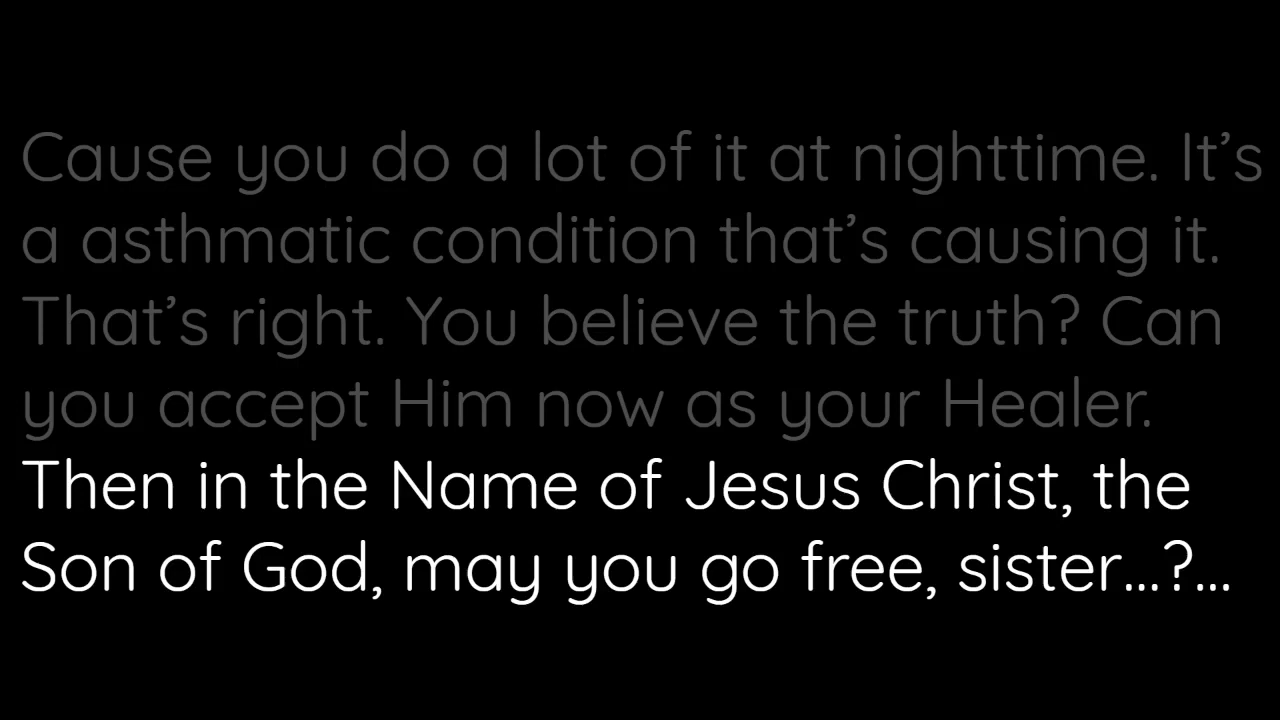 Cause you do a lot of it at nighttime. It’s
a asthmatic condition that’s causing it.
That’s right. You believe the truth? Can
you accept Him now as your Healer.
Then in the Name of Jesus Christ, the
Son of God, may you go free, sister...?...